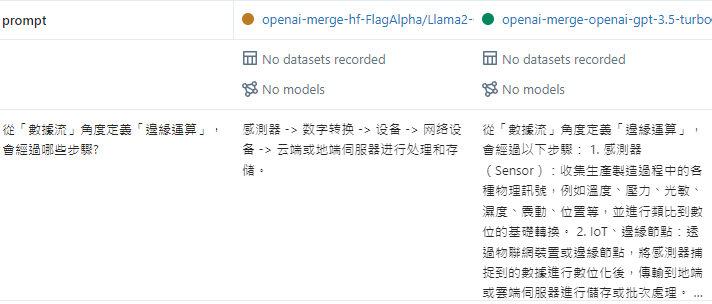 prompt
openai-merge-hf-FlagAlpha/Llama2-
openai-merge-openai-gpt-3.5-turbo
No datasets recorded
No datasets recorded
No models
No models
從「數據流」角度定義「邊緣運算」，
會經過哪些步驟?
感測器 -> 数字转换 -> 设备 -> 网络设
备 -> 云端或地端伺服器进行处理和存
储。
從「數據流」角度定義「邊緣運算」，
會經過以下步驟： 1. 感測器
（Sensor）：收集生產製造過程中的各
種物理訊號，例如溫度、壓力、光敏、
濕度、震動、位置等，並進行類比到數
位的基礎轉換。 2. IoT、邊緣節點：透
過物聯網裝置或邊緣節點，將感測器捕
捉到的數據進行數位化後，傳輸到地端
或雲端伺服器進行儲存或批次處理。 ...